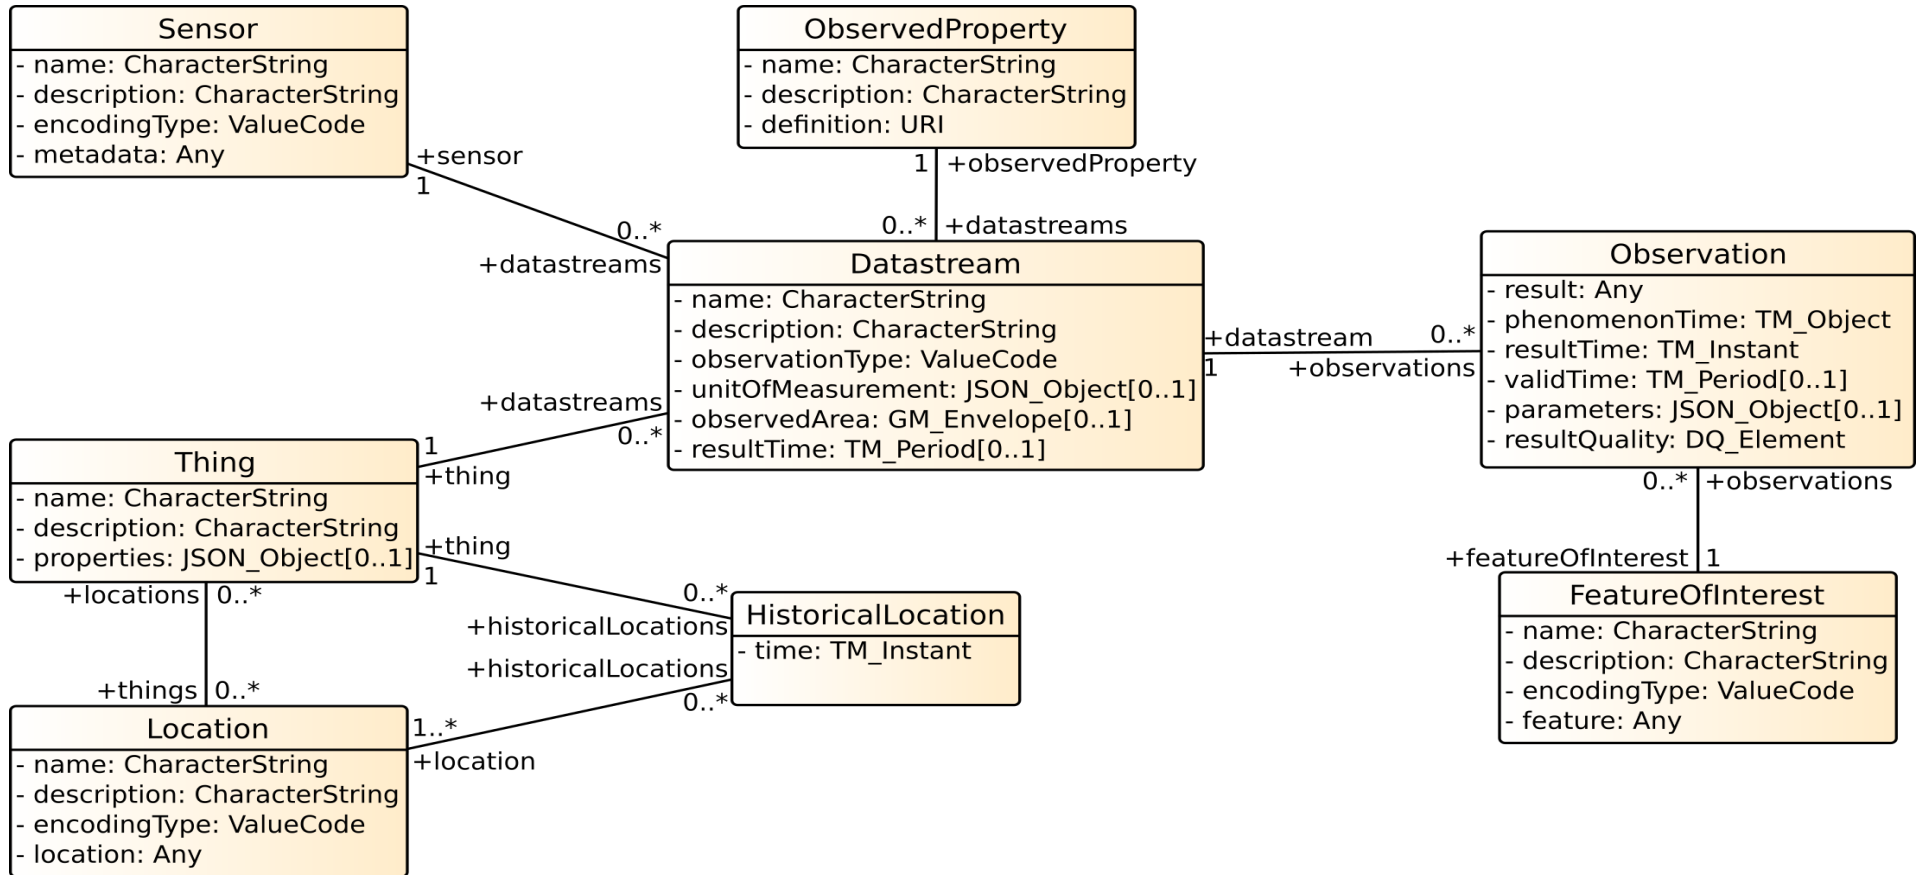 Sensor
- name: CharacterString
- description: CharacterString
- encodingType: ValueCode
- metadata: Any
+sensor
1
0..*
+datastreams
ObservedProperty
- name: CharacterString
- description: CharacterString
- definition: URI
1 +observedProperty
0..* +datastreams
Datastream
- name: CharacterString
- description: CharacterString
- observationType: ValueCode
- unitOfMeasurement: JSON_Object[0..1]
- observedArea: GM_Envelope[0..1]
- resultTime: TM_Period[0..1]
+datastream
1
0..*
+observations
Observation
- result: Any
- phenomenonTime: TM_Object
- resultTime: TM_Instant
- validTime: TM_Period[0..1]
- parameters: JSON_Object[0..1]
- resultQuality: DQ_Element
0..* +observations
+featureOfInterest 1
FeatureOfInterest
- name: CharacterString
- description: CharacterString
- encodingType: ValueCode
- feature: Any
+datastreams
0..*
1
+thing
Thing
- name: CharacterString
- description: CharacterString
- properties: JSON_Object[0..1]
+thing
1
0..*
+historicalLocations
HistoricalLocation
- time: TM_Instant
+historicalLocations
0..*
+locations 0..*
+things 0..*
1..*
+location
Location
- name: CharacterString
- description: CharacterString
- encodingType: ValueCode
- location: Any